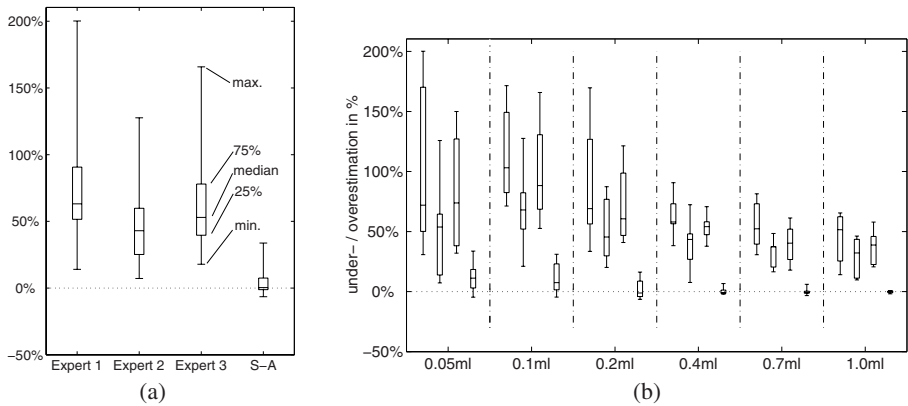 200%
150%
100%
50%
0%
−50%
max.
75%
median
25%
min.
Expert 1 Expert 2 Expert 3 S−A
(a)
under− / overestimation in %
200%
150%
100%
50%
0%
−50%
0.05ml 0.1ml 0.2ml 0.4ml 0.7ml 1.0ml
(b)